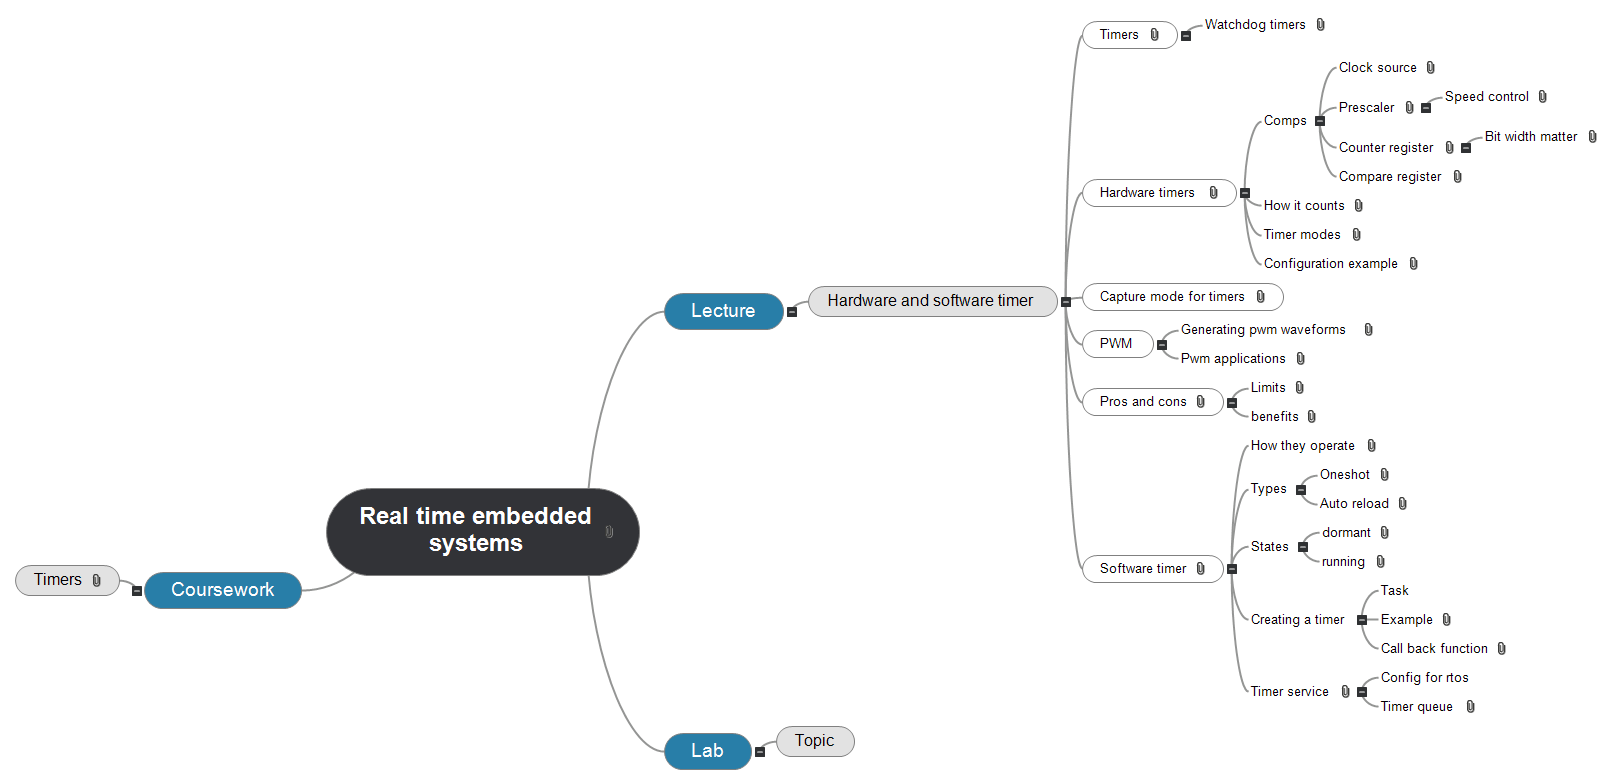 Timers
Watchdog timers
Clock source
Prescaler
Speed control
Comps
Counter register
Bit width matter
Compare register
Hardware timers
How it counts
Timer modes
Configuration example
Lecture
Hardware and software timer
Capture mode for timers
PWM
Generating pwm waveforms
Pwm applications
Pros and cons
Limits
benefits
How they operate
Types
Oneshot
Auto reload
States
dormant
running
Software timer
Creating a timer
Task
Example
Call back function
Timer service
Config for rtos
Timer queue
Real time embedded
systems
Timers
Coursework
Lab
Topic